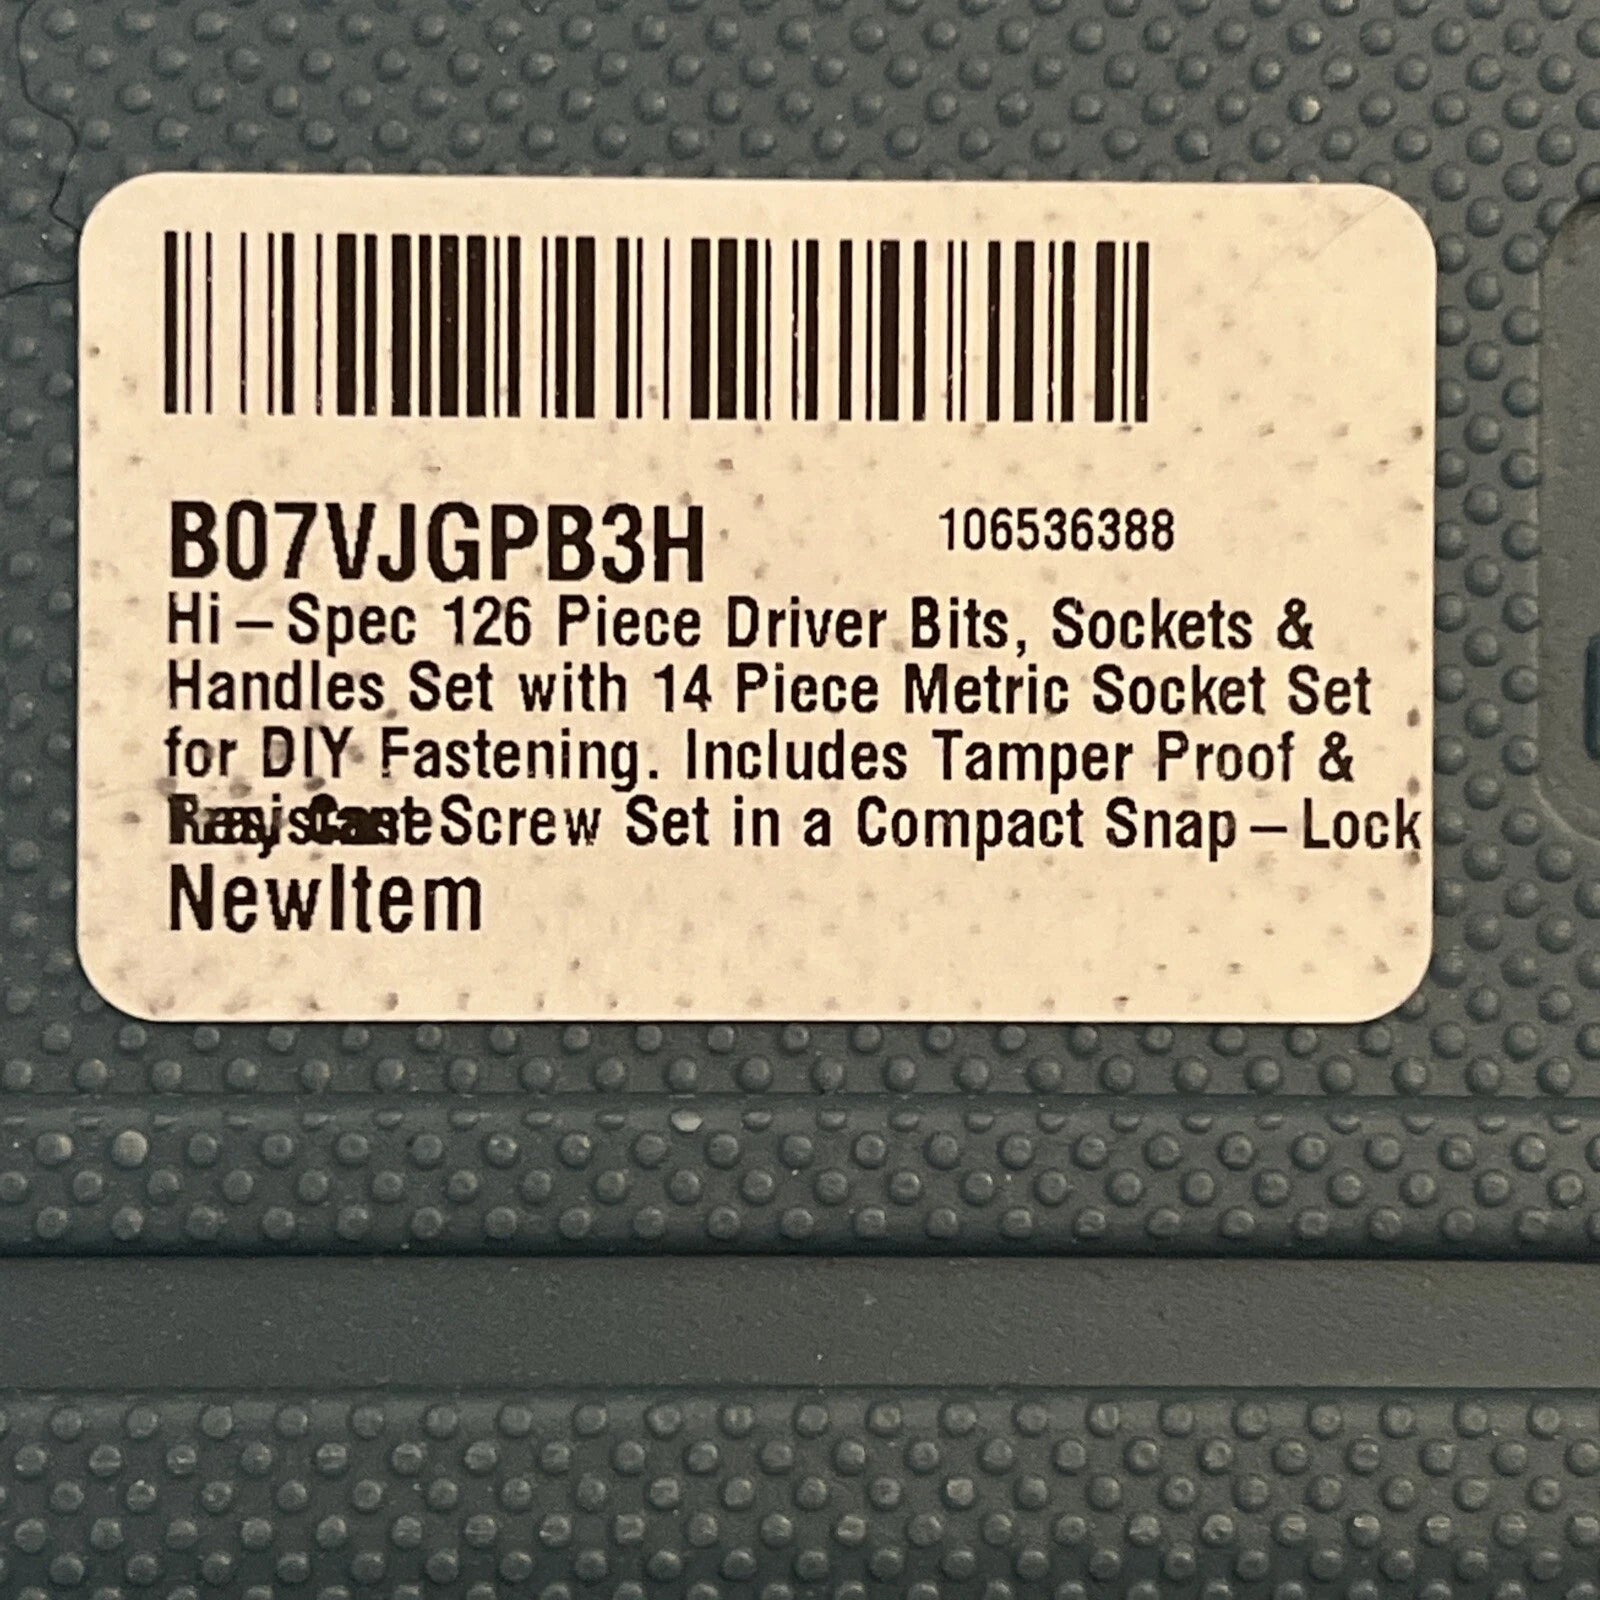 B07VJGPB3H 106536388
Hi-Spec 126 Piece Driver Bits, Sockets &
Handles Set with 14 Piece Metric Socket Set
for DIY Fastening. Includes Tamper Proof &
Screw Set in a Compact Snap-Lock
NewItem